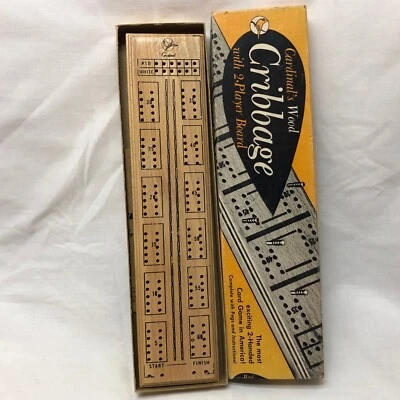 RED
WHITE
START
FINISH
Cardinal's Wood
Cribbage
with 2-Player Board
The most
exciting 2-Handed
Card Game in America!
Complete with Pegs and Instructions!